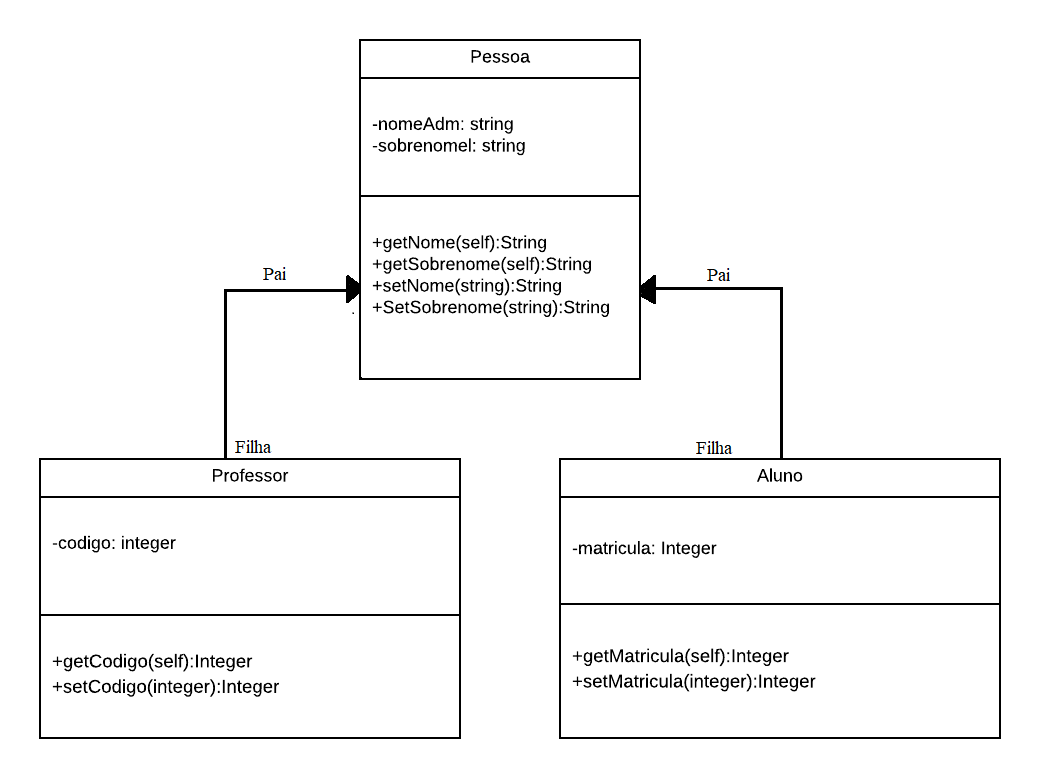 Pessoa
-nomeAdm: string
-sobrenomel: string
+getNome(self):String
+getSobrenome(self):String
+setNome(string):String
+SetSobrenome(string):String
Pai
Pai
Filha
Filha
Professor
-codigo: integer
+getCodigo(self):Integer
+setCodigo(integer):Integer
Aluno
-matricula: Integer
+getMatricula(self):Integer
+setMatricula(integer):Integer